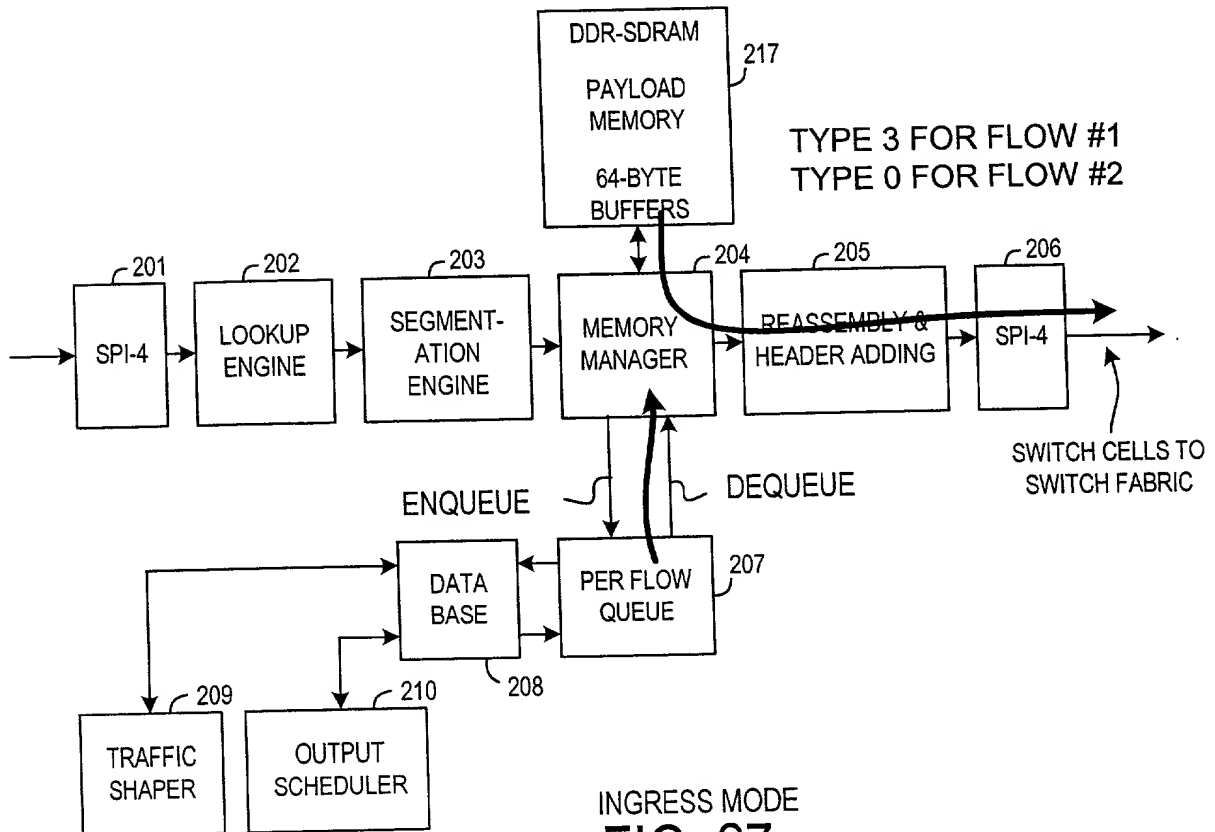 DDR-SDRAM
PAYLOAD
MEMORY
64-BYTE
BUFFERS
217
TYPE 3 FOR FLOW #1
TYPE 0 FOR FLOW #2
201
202
203
204
205
206
SPI-4
LOOKUP
ENGINE
SEGMENT-
ATION
ENGINE
MEMORY
MANAGER
REASSEMBLY &
HEADER ADDING
SPI-4
SWITCH CELLS TO
SWITCH FABRIC
ENQUEUE
DEQUEUE
DATA
BASE
208
PER FLOW
QUEUE
207
209
210
TRAFFIC
SHAPER
OUTPUT
SCHEDULER
INGRESS MODE